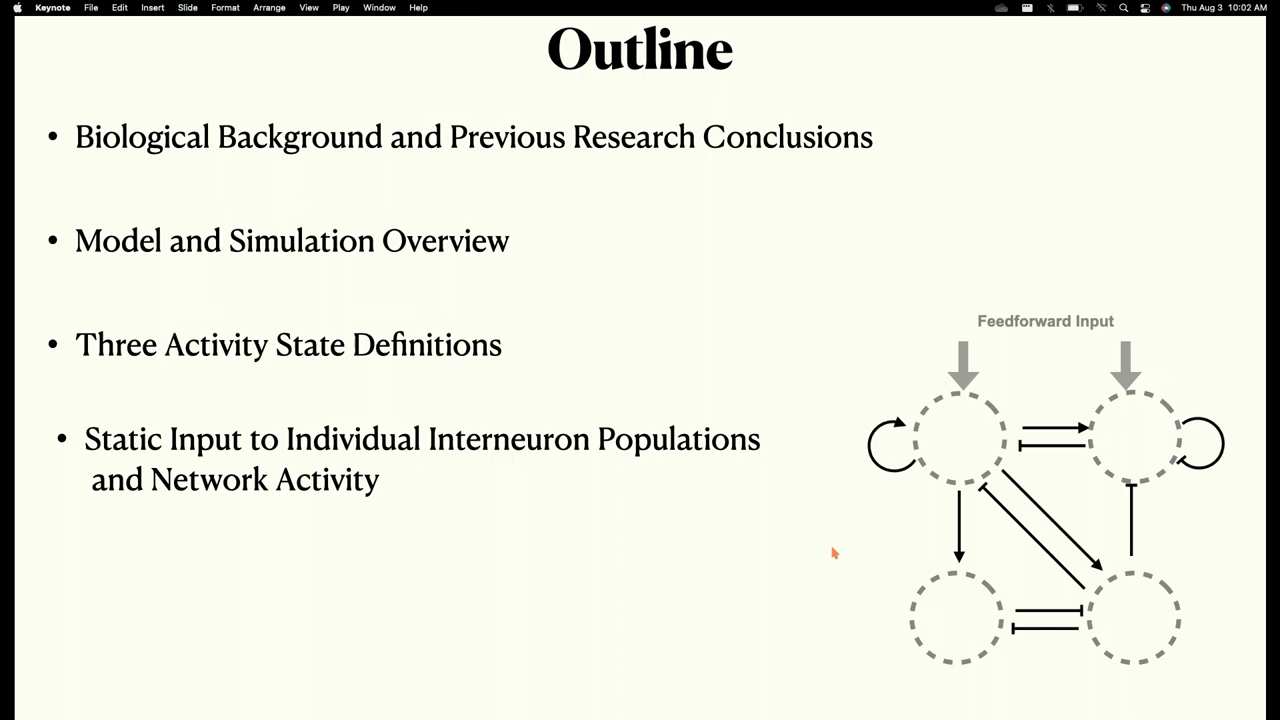 Keynote File Edit Insert Slide Format Arrange View Play Window Help Thu Aug 3 10:02 AM
Outline
• Biological Background and Previous Research Conclusions
• Model and Simulation Overview
• Three Activity State Definitions
• Static Input to Individual Interneuron Populations
and Network Activity
Feedforward Input